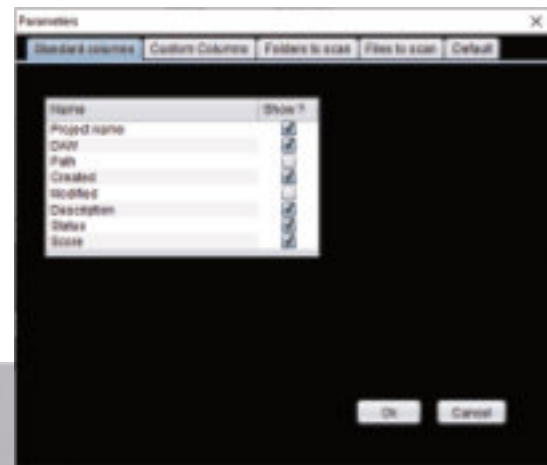 Parameters
Standard columns Custom Columns Folders to scan Files to scan Default
Name Show ?
Project name
DAW
Path
Created
Modified
Description
Status
Score
Ok Cancel